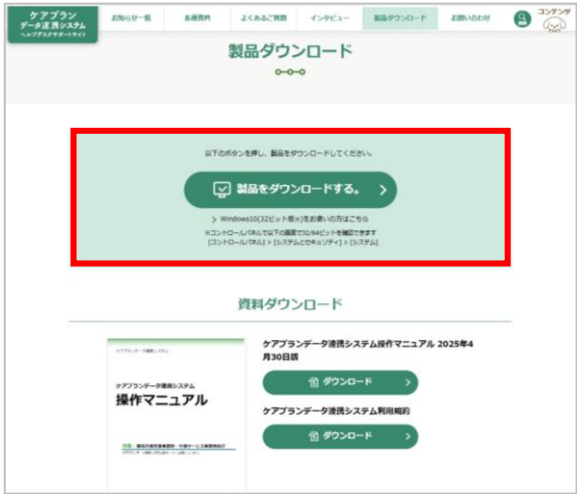 ケアプラン
データ連携システム
ヘルプデスクサポートサイト
お知らせ一覧
各種資料
よくあるご質問
インタビュー
製品ダウンロード
お問い合わせ
コンテンツ
製品ダウンロード
以下のボタンを押し、製品をダウンロードしてください。
製品をダウンロードする。
Windows10(32ビット版※)をお使いの方はこちら
※コントロールパネルで以下の画面で32/64ビットを確認できます
[コントロールパネル] > [システムとセキュリティ] > [システム]
資料ダウンロード
ケアプランデータ連携システム
ケアプランデータ連携システム
操作マニュアル
ケアプランデータ連携システム操作マニュアル 2025年4
月30日版
ダウンロード
ケアプランデータ連携システム利用規約
ダウンロード